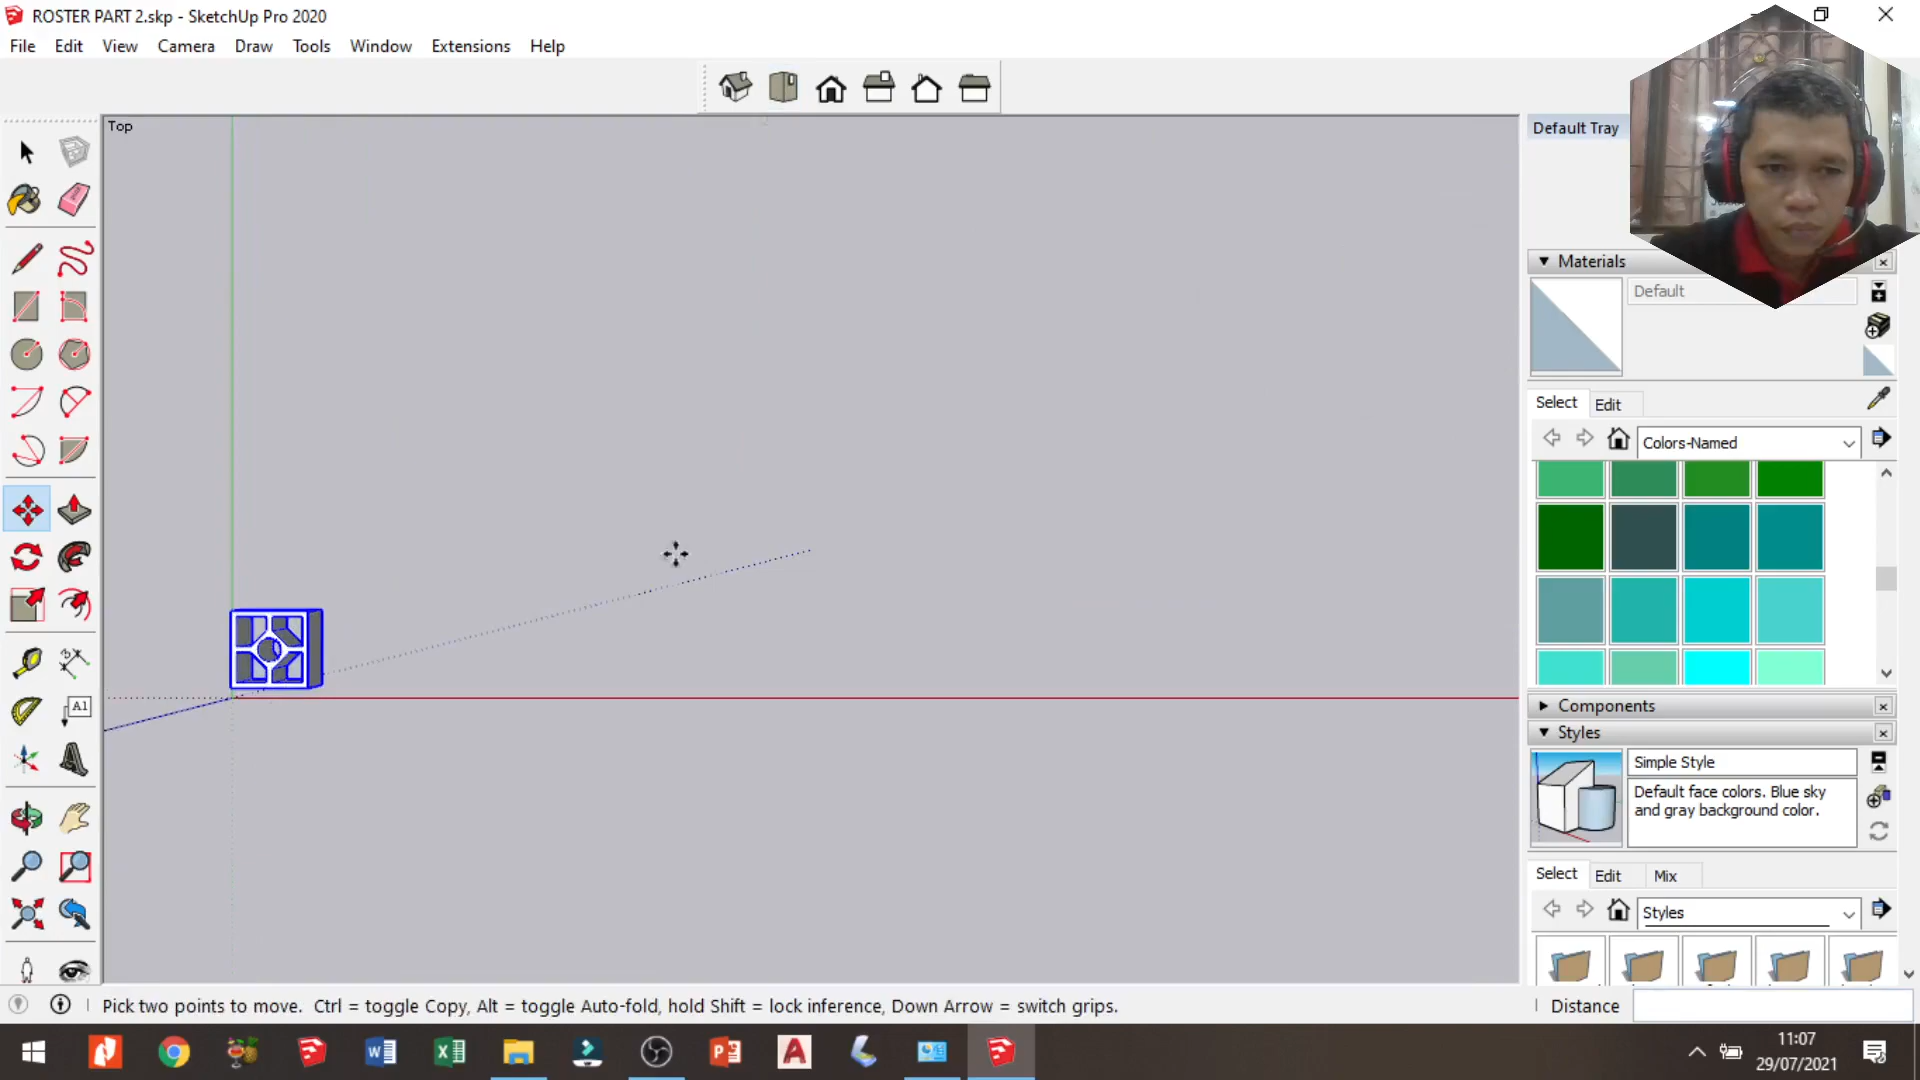 ROSTER PART 2.skp - SketchUp Pro 2020
File Edit View Camera Draw Tools Window Extensions Help
Top
Default Tray
Materials
Default
Select Edit
Colors-Named
A1
Components
Styles
Simple Style
Default face colors. Blue sky
and gray background color.
Select Edit Mix
Styles
Pick two points to move. Ctrl = toggle Copy, Alt = toggle Auto-fold, hold Shift = lock inference, Down Arrow = switch grips.
Distance
11:07
29/07/2021